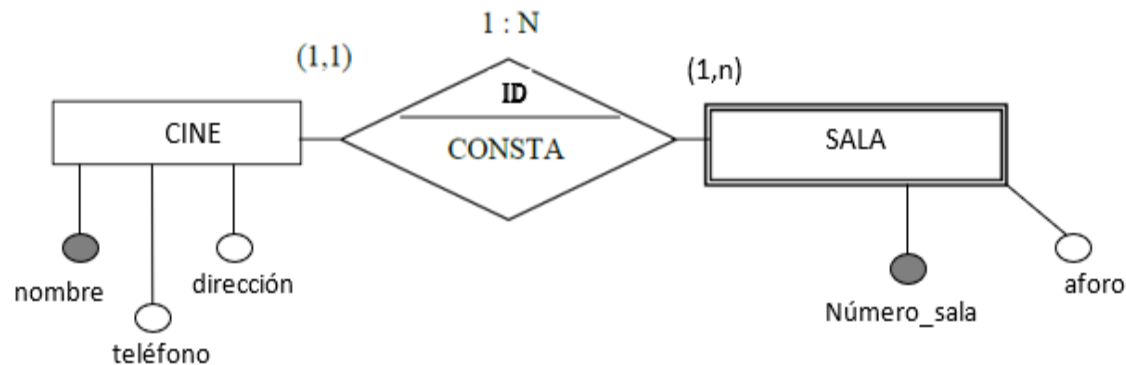 1 : N
(1,1)
(1,n)
ID
CINE
CONSTA
SALA
nombre
dirección
teléfono
Número_sala
aforo